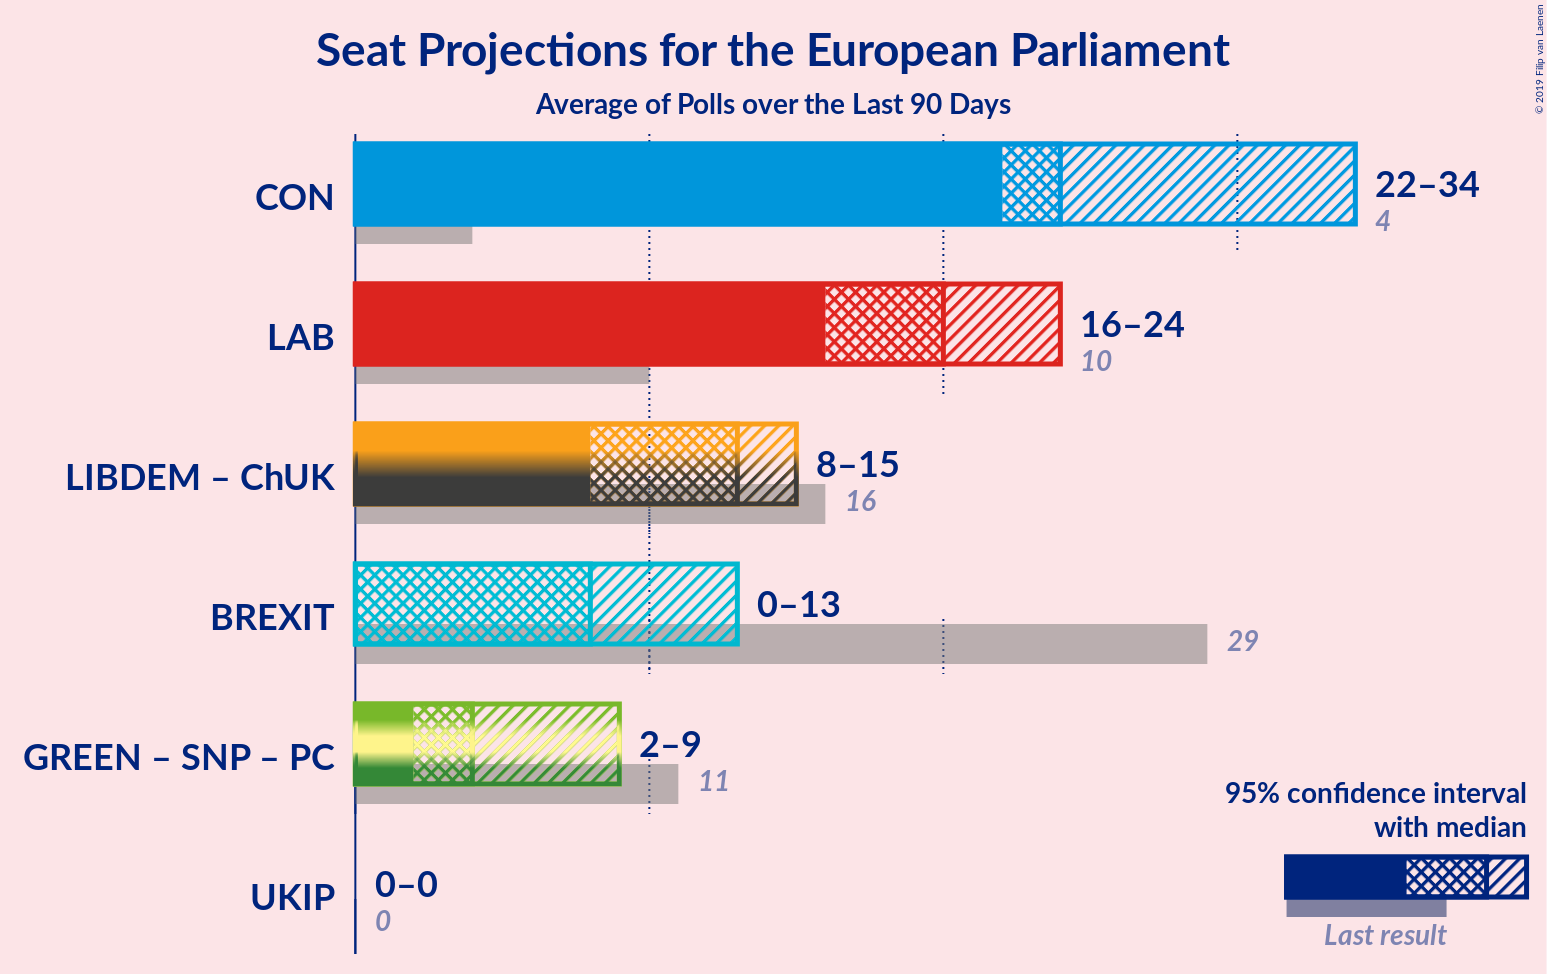 Seat Projections for the European Parliament
Average of Polls over the Last 90 Days
© 2019 Filip van Laenen
CON
22–34
4
LAB
16–24
10
LIBDEM – ChUK
8–15
16
BREXIT
0–13
29
GREEN – SNP – PC
2–9
11
UKIP
0–0
0
95% confidence interval
with median
Last result